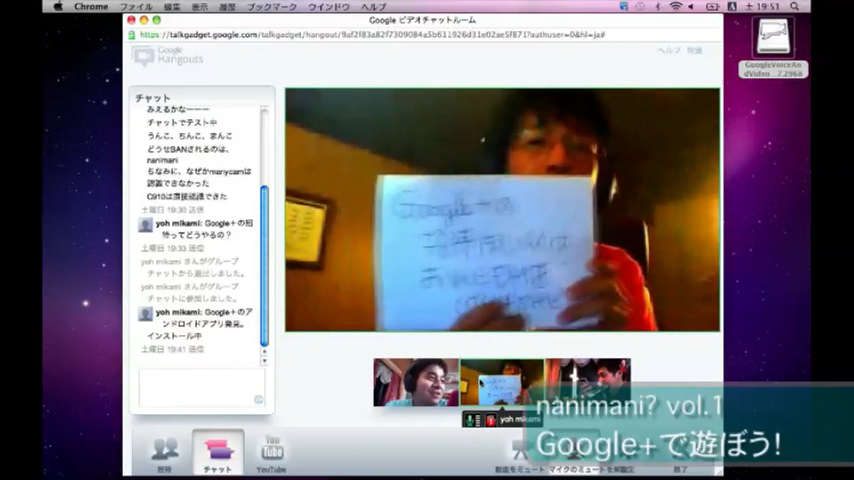 Chrome ファイル 編集 表示 履歴 ブックマーク ウインドウ ヘルプ
土 19:51
Google ビデオチャットルーム
https://talkgadget.google.com/hangout/
ヘルプ
Google
Hangouts
GoogleVoiceAn
dVideo
チャット
みえるかなーーー
チャットでテスト中
うんこ、ちんこ、まんこ
どうせBANされるのは、
nanimani
ちなみに、なぜかmanycamは
認識できなかった
C910は直接認識できた
土曜日 19:30 送信
yoh mikami: Google+の招
待ってどうやるの?
土曜日 19:33 送信
yoh mikami さんがグループ
チャットから退出しました。
yoh mikami さんがグループ
チャットに参加しました。
yoh mikami: Google+のア
ンドロイドアプリ発見。
インストール中
土曜日 19:41 送信
Google+の
yoh mikami
nanimani? vol.1
Google+で遊ぼう!
招待
チャット
You
Tube
YouTube
動画をミュート
マイクのミュートを解除
終了